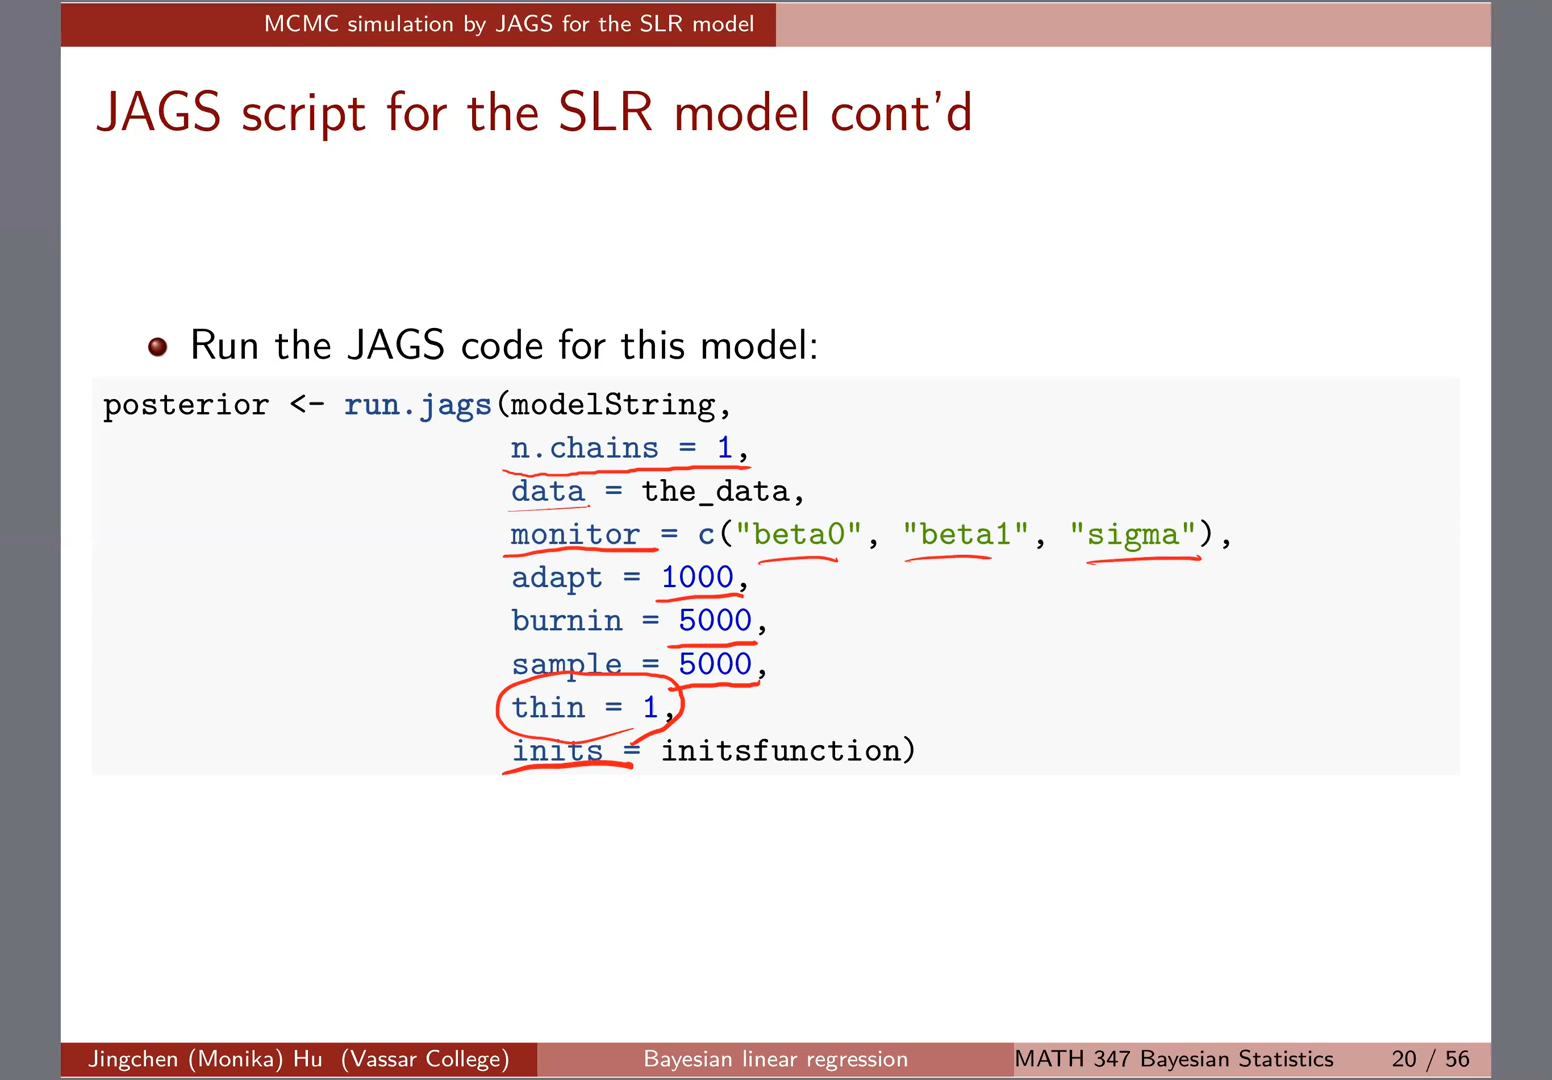 MCMC simulation by JAGS for the SLR model
JAGS script for the SLR model cont'd
Run the JAGS code for this model:
posterior <- run.jags(modelString,
n.chains = 1,
data = the_data,
monitor = c("beta0", "beta1", "sigma"),
adapt = 1000,
burnin = 5000,
sample = 5000,
thin = 1,
inits = initsfunction)
Jingchen (Monika) Hu (Vassar College) Bayesian linear regression MATH 347 Bayesian Statistics 20 / 56